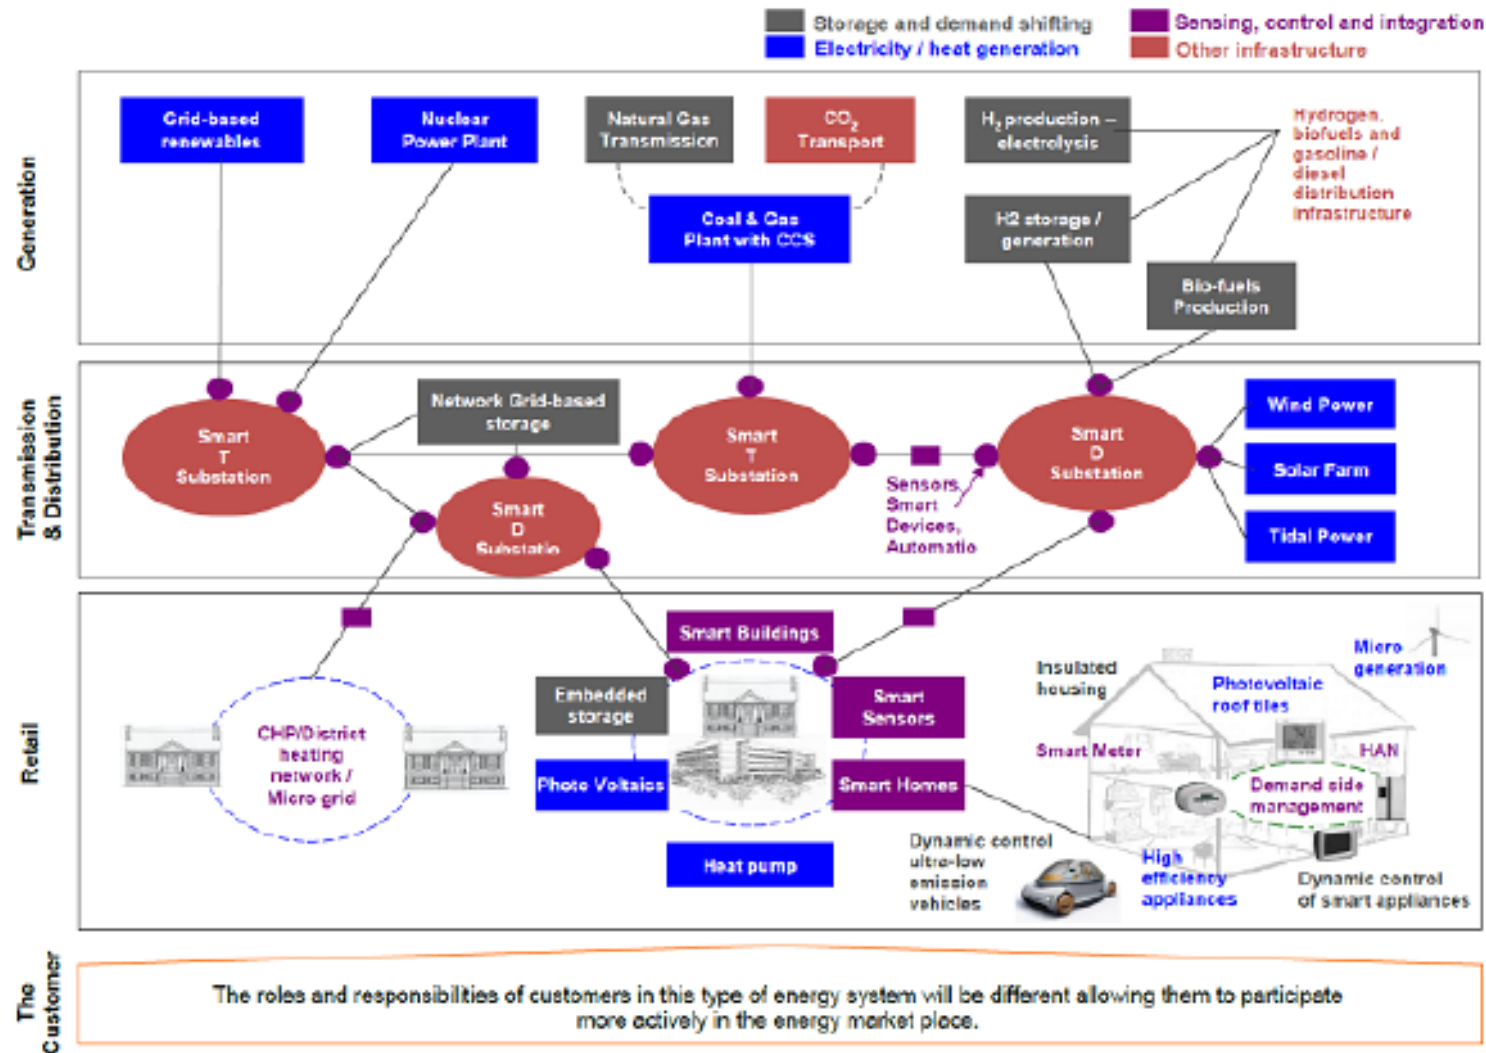 Storage and demand shifting
Sensing, control and integration
Electricity / heat generation
Other infrastructure
Generation
Grid-based
renewables
Nuclear
Power Plant
Natural Gas
Transmission
CO2
Transport
H2 production –
electrolysis
Hydrogen,
biofuels and
gasoline /
diesel
distribution
infrastructure
Coal & Gas
Plant with CCS
H2 storage /
generation
Bio-fuels
Production
Transmission
& Distribution
Smart
T
Substation
Network Grid-based
storage
Smart
D
Substatio
Smart
T
Substation
Sensors,
Smart
Devices,
Automatio
Smart
D
Substation
Wind Power
Solar Farm
Tidal Power
Retail
CHP/District
heating
network /
Micro grid
Smart Buildings
Embedded
storage
Smart
Sensors
Photo Voltaics
Smart Homes
Heat pump
Insulated
housing
Photovoltaic
roof tiles
Micro
generation
Smart Meter
HAN
Demand side
management
Dynamic control
ultra-low
emission
vehicles
High
efficiency
appliances
Dynamic control
of smart appliances
The
Customer
The roles and responsibilities of customers in this type of energy system will be different allowing them to participate
more actively in the energy market place.